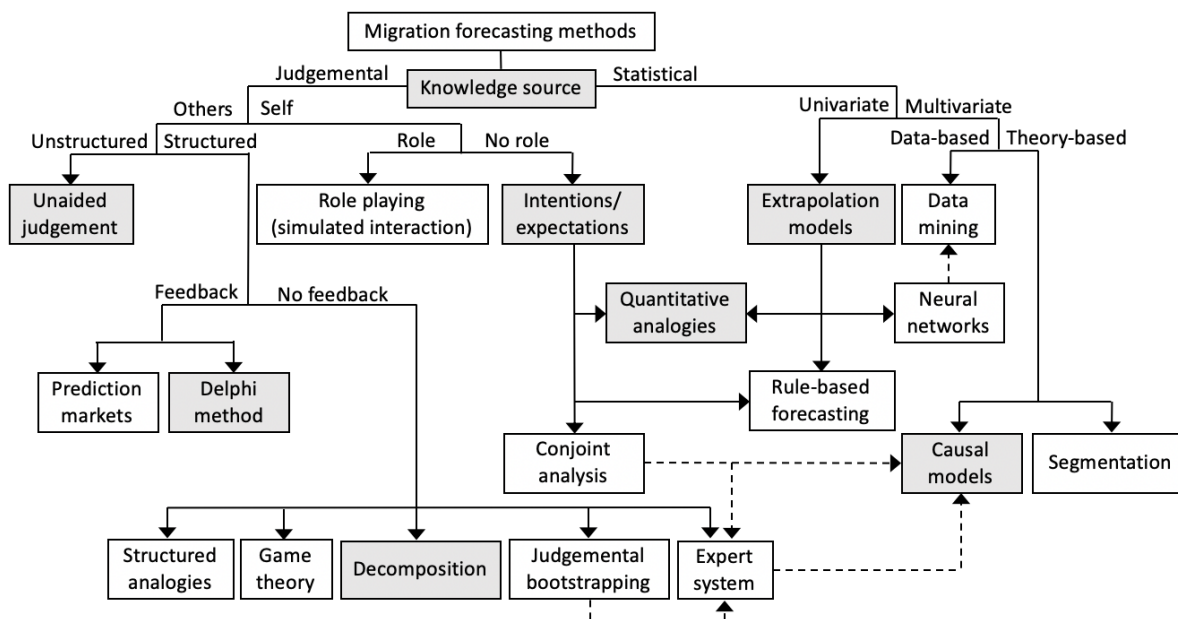 Migration forecasting methods
Judgemental
Knowledge source
Statistical
Others
Self
Univariate
Multivariate
Unstructured
Structured
Role
No role
Data-based
Theory-based
Unaided
judgement
Role playing
(simulated interaction)
Intentions/
expectations
Extrapolation
models
Data
mining
Feedback
No feedback
Quantitative
analogies
Neural
networks
Prediction
markets
Delphi
method
Rule-based
forecasting
Conjoint
analysis
Causal
models
Segmentation
Structured
analogies
Game
theory
Decomposition
Judgemental
bootstrapping
Expert
system